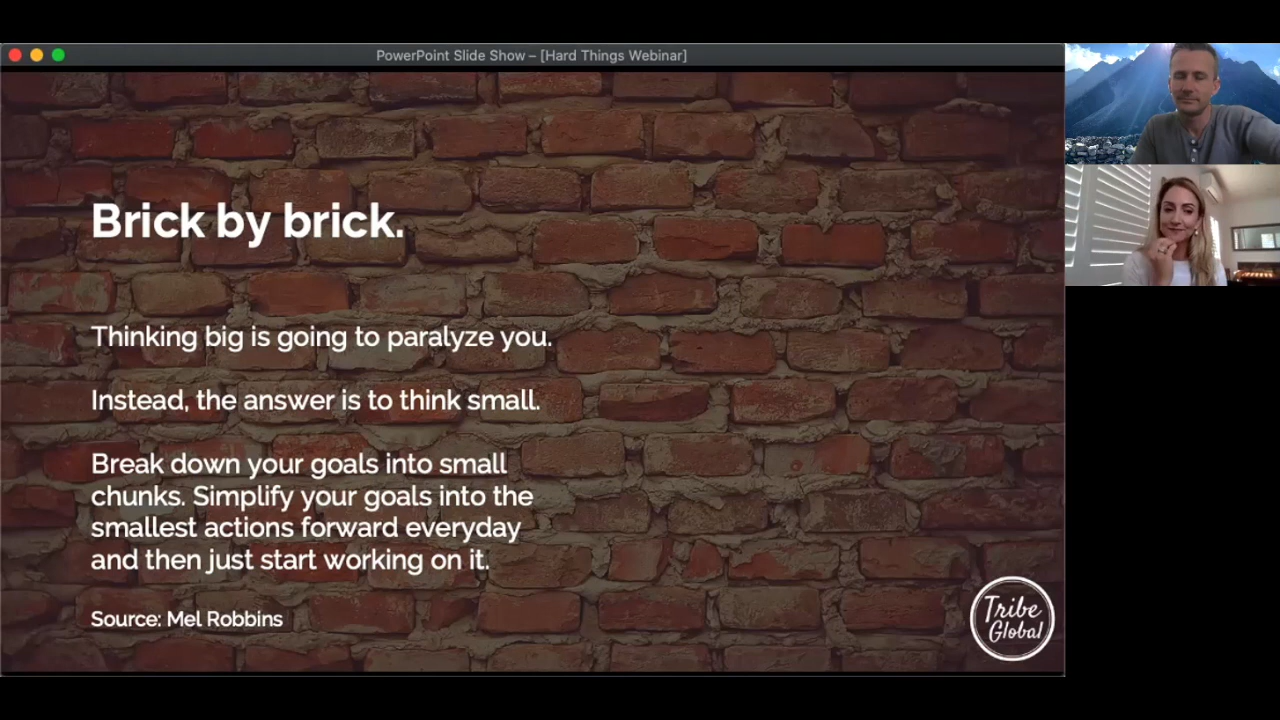 PowerPoint Slide Show – [Hard Things Webinar]
Brick by brick.
Thinking big is going to paralyze you.
Instead, the answer is to think small.
Break down your goals into small
chunks. Simplify your goals into the
smallest actions forward everyday
and then just start working on it.
Source: Mel Robbins
Tribe
Global